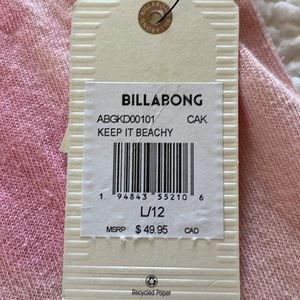 BILLABONG
ABGKD00101 CAK
KEEP IT BEACHY
1 94843 55210 6
L/12
MSRP $ 49.95 CAD
Recycled Paper